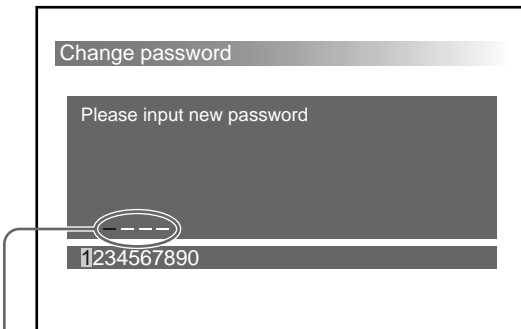 Change password
Please input new password
– – – –
1234567890